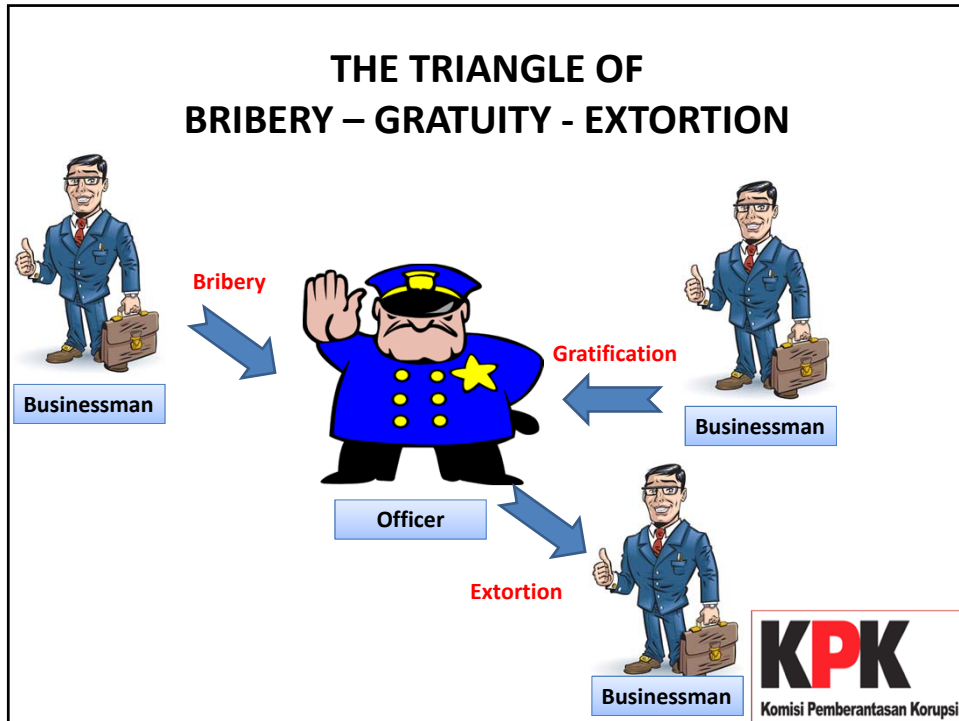 THE TRIANGLE OF
BRIBERY – GRATUITY - EXTORTION
Bribery
Businessman
Gratification
Businessman
Officer
Extortion
Businessman
KPK
Komisi Pemberantasan Korupsi